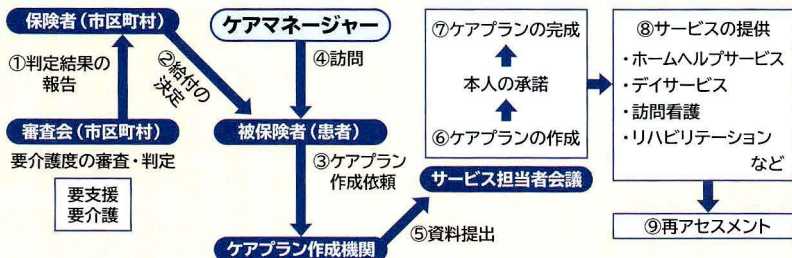 保険者（市区町村）
①判定結果の
報告
②給付の
決定
審査会（市区町村）
要介護度の審査・判定
要支援
要介護
ケアマネージャー
④訪問
被保険者（患者）
③ケアプラン
作成依頼
ケアプラン作成機関
⑤資料提出
サービス担当者会議
⑦ケアプランの完成
本人の承諾
⑥ケアプランの作成
⑧サービスの提供
・ホームヘルプサービス
・デイサービス
・訪問看護
・リハビリテーション
など
⑨再アセスメント